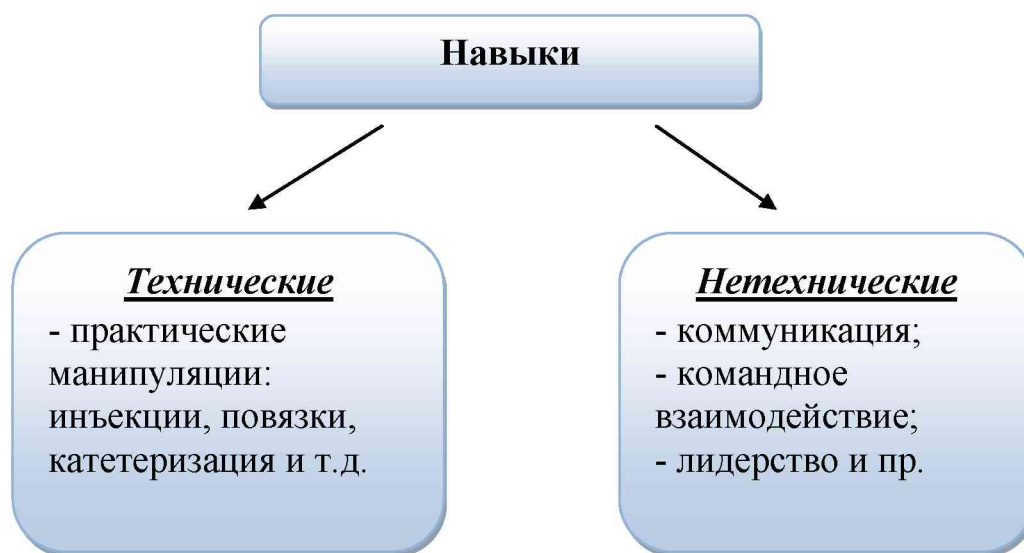 Навыки
Технические
- практические
манипуляции:
инъекции, повязки,
катетеризация и т.д.
Нетехнические
- коммуникация;
- командное
взаимодействие;
- лидерство и пр.